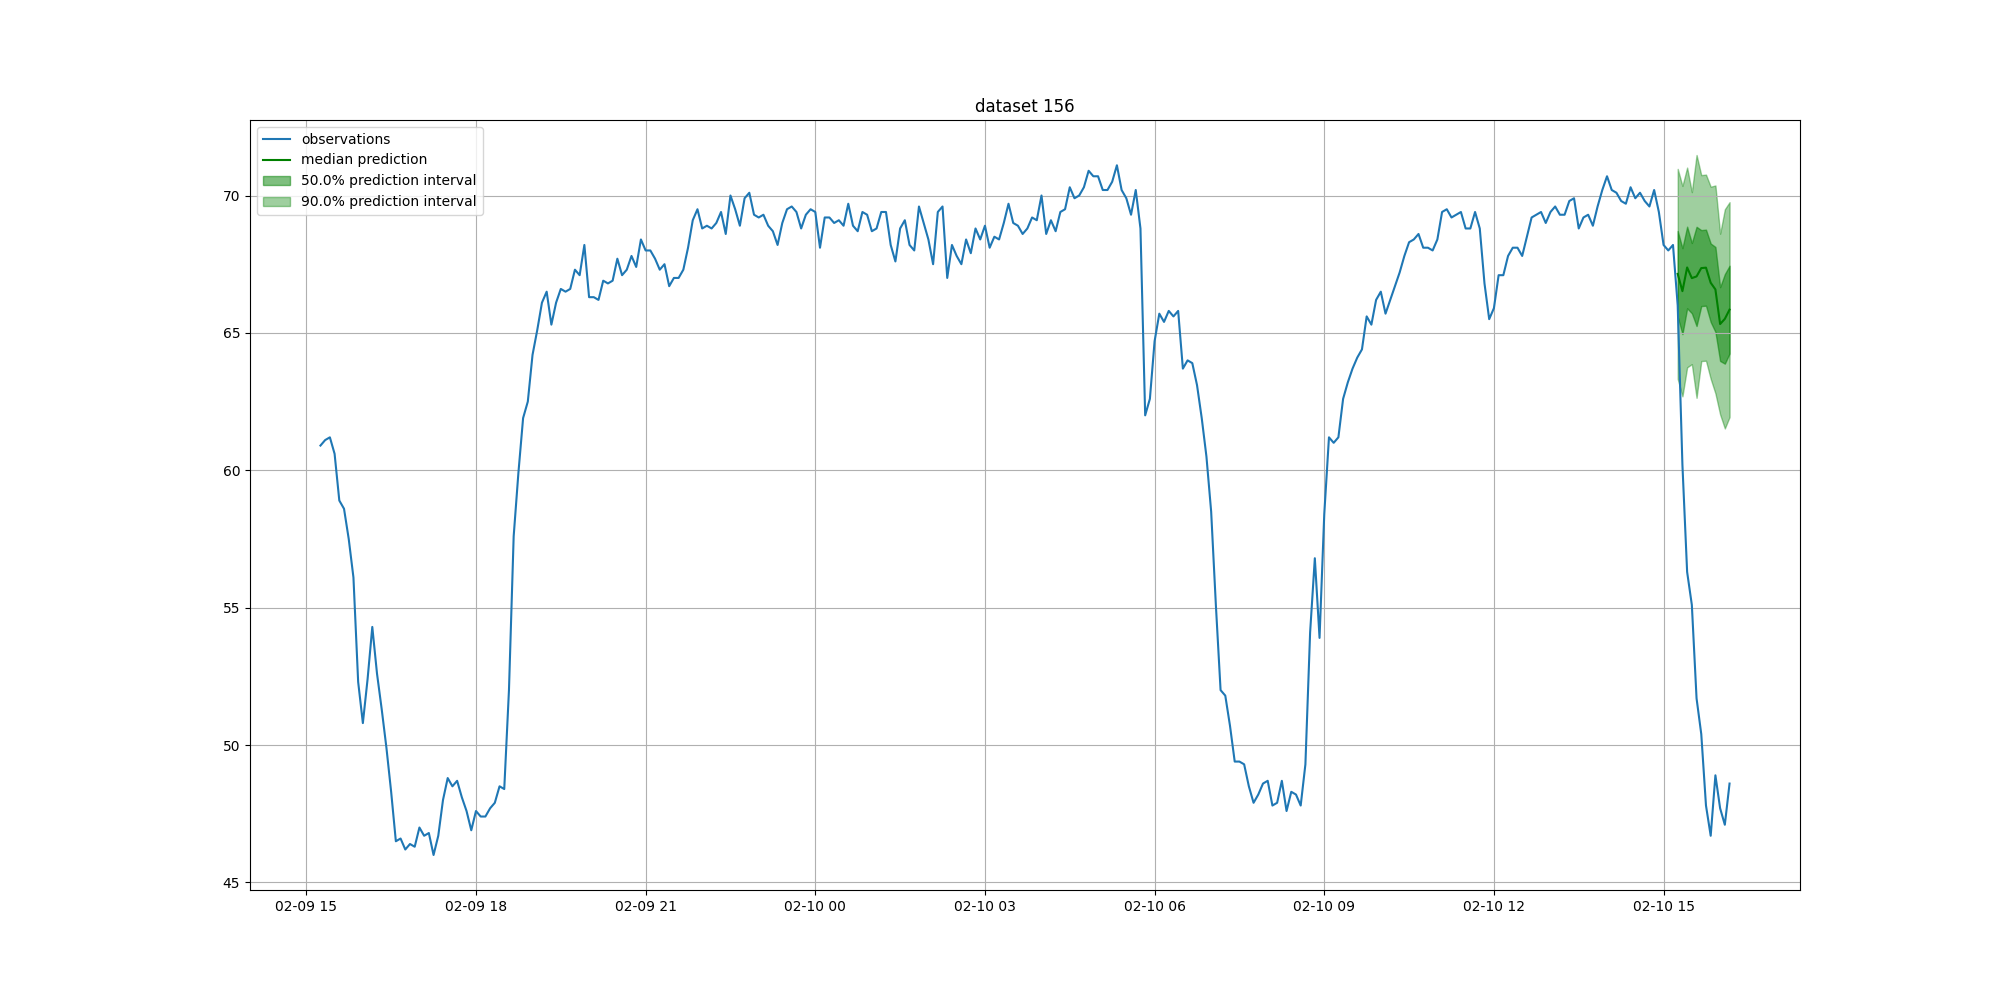 dataset 156
observations
median prediction
50.0% prediction interval
90.0% prediction interval
70
65
60
55
50
45
02-09 15 02-09 18 02-09 21 02-10 00 02-10 03 02-10 06 02-10 09 02-10 12 02-10 15